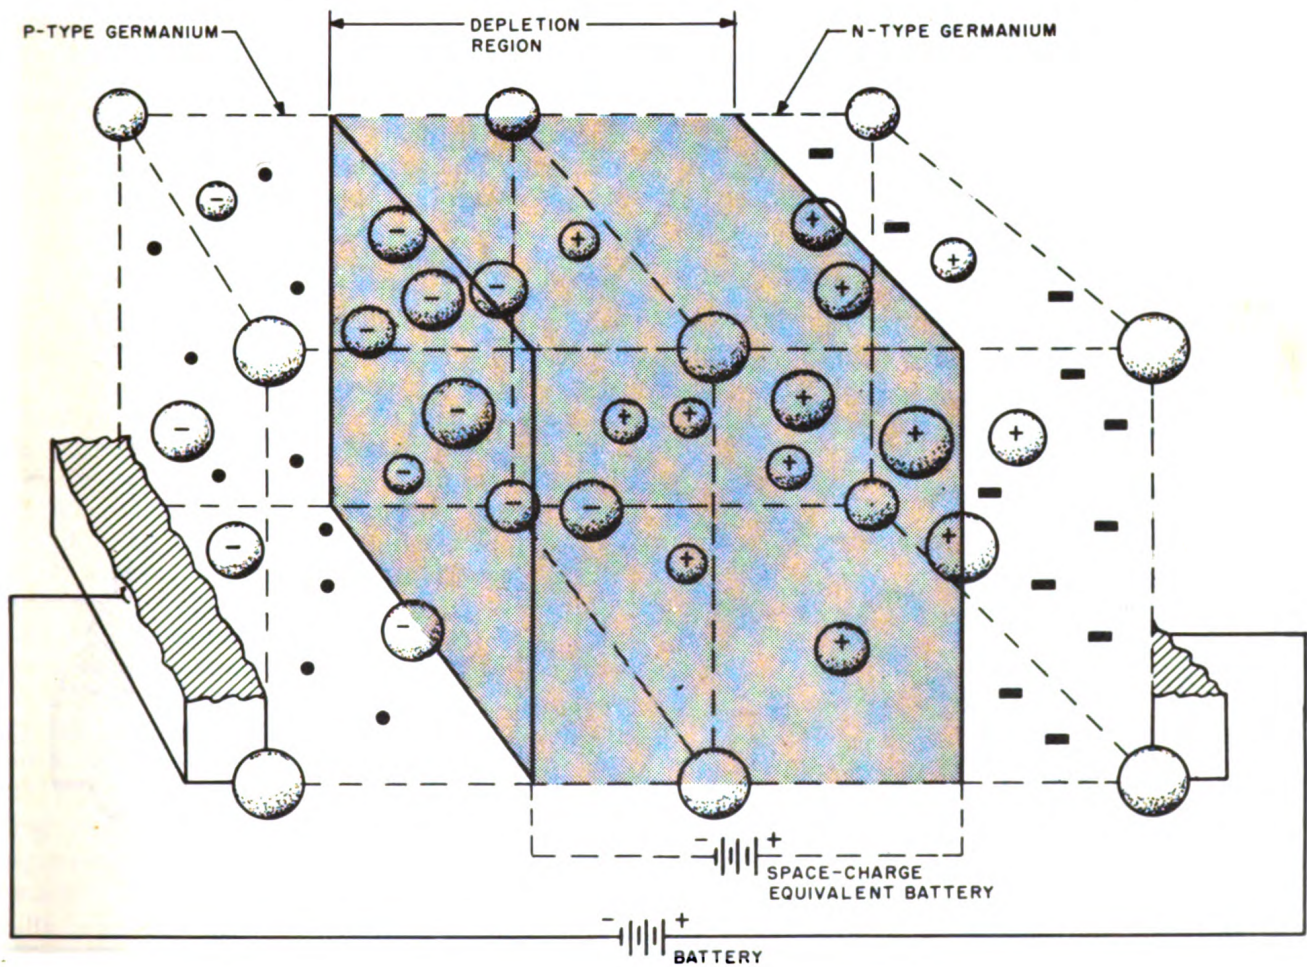 P-TYPE GERMANIUM
DEPLETION
REGION
N-TYPE GERMANIUM
- +
SPACE-CHARGE
EQUIVALENT BATTERY
- +
BATTERY